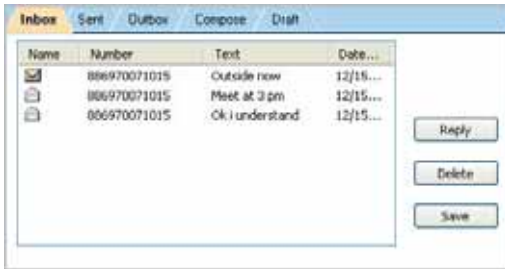 Inbox Sent Outbox Compose Draft
Name Number Text Date...
886970071015 Outside now 12/15...
886970071015 Meet at 3 pm 12/15...
886970071015 Ok i understand 12/15...
Reply
Delete
Save